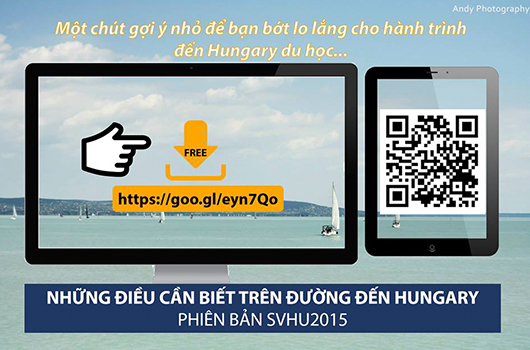 Andy Photography
Một chút gợi ý nhỏ để bạn bớt lo lắng cho hành trình
đến Hungary du học...
FREE
https://goo.gl/eyn7Qo
NHỮNG ĐIỀU CẦN BIẾT TRÊN ĐƯỜNG ĐẾN HUNGARY
PHIÊN BẢN SVHU2015